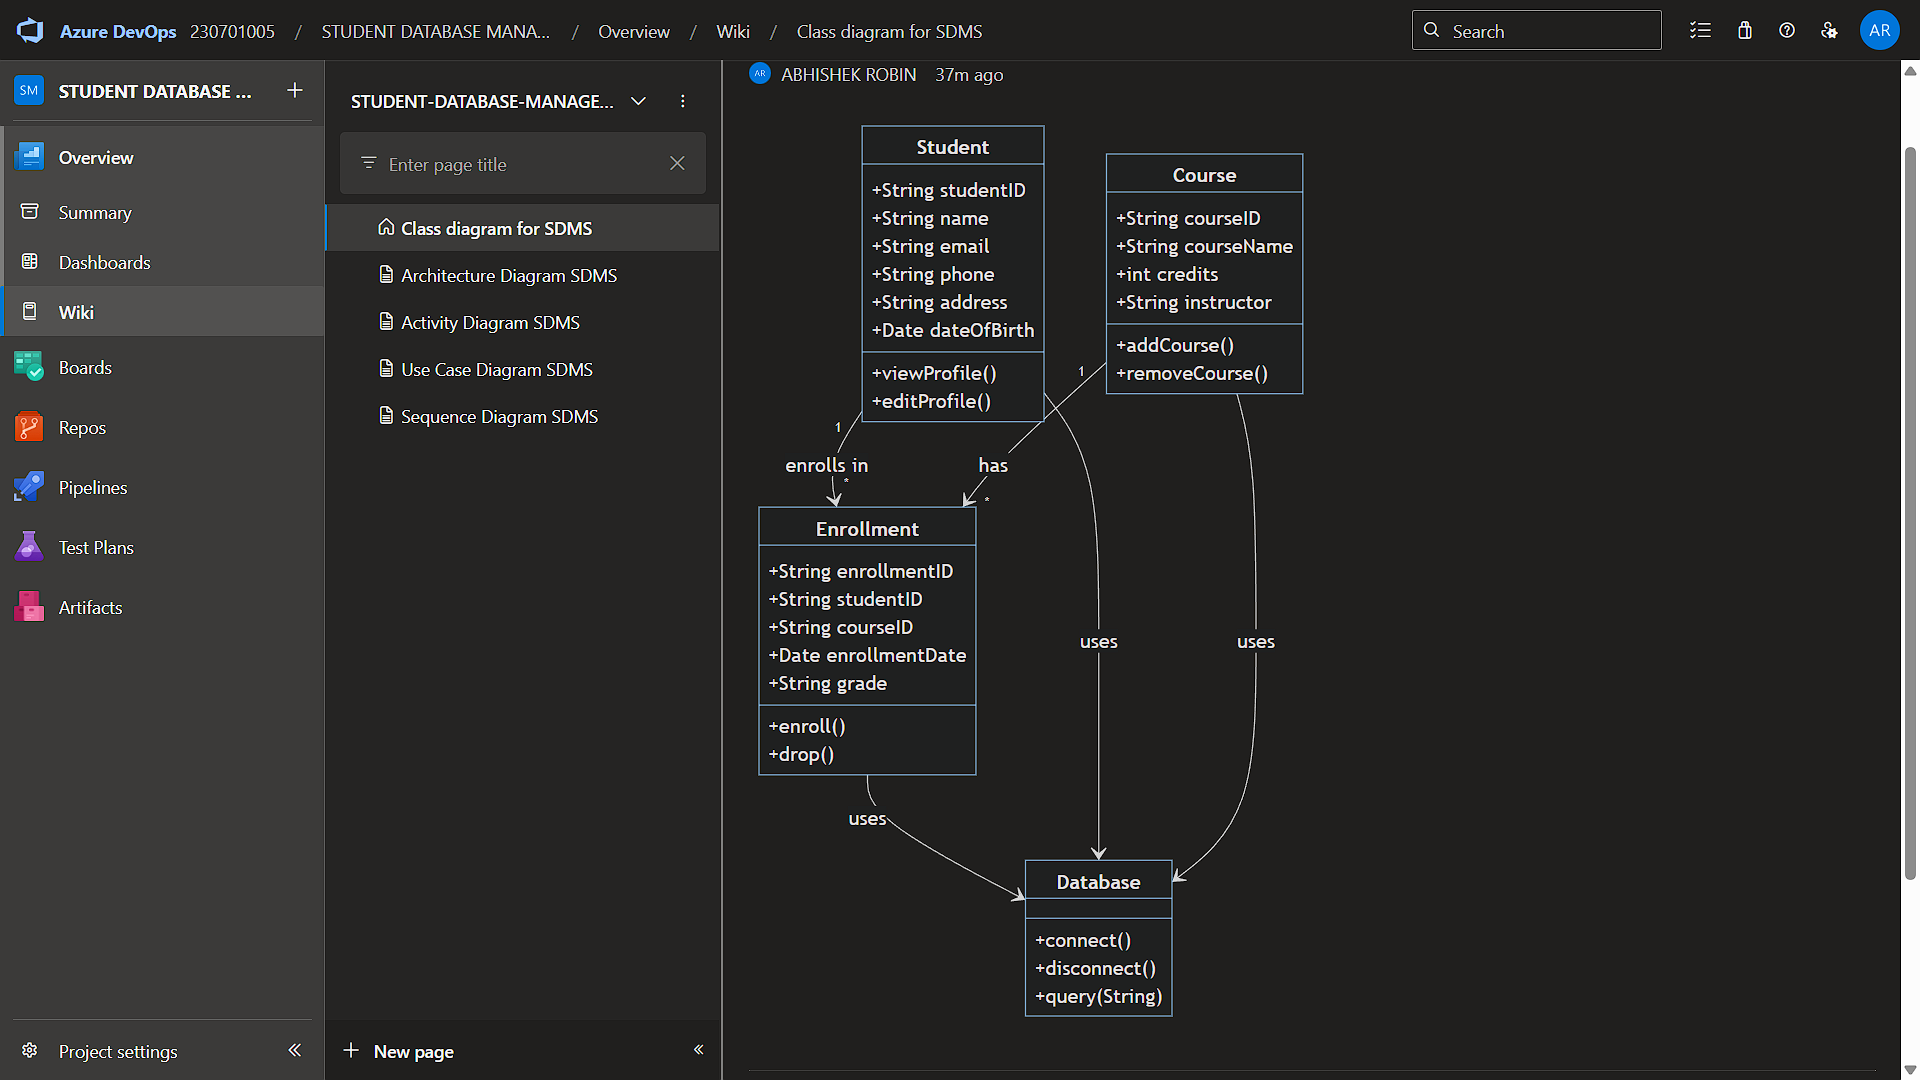 Azure DevOps 230701005 / STUDENT DATABASE MANA... / Overview / Wiki / Class diagram for SDMS
Search
AR
SM STUDENT DATABASE ...
Overview
Summary
Dashboards
Wiki
Boards
Repos
Pipelines
Test Plans
Artifacts
Project settings
STUDENT-DATABASE-MANAGE...
Enter page title
Class diagram for SDMS
Architecture Diagram SDMS
Activity Diagram SDMS
Use Case Diagram SDMS
Sequence Diagram SDMS
New page
AR ABHISHEK ROBIN 37m ago
Student
+String studentID
+String name
+String email
+String phone
+String address
+Date dateOfBirth
+viewProfile()
+editProfile()
Course
+String courseID
+String courseName
+int credits
+String instructor
+addCourse()
+removeCourse()
1
1
enrolls in
*
has
*
Enrollment
+String enrollmentID
+String studentID
+String courseID
+Date enrollmentDate
+String grade
+enroll()
+drop()
uses
uses
uses
Database
+connect()
+disconnect()
+query(String)